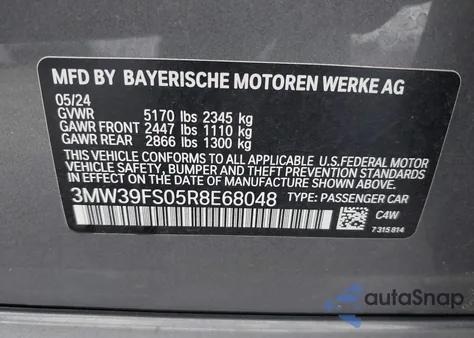 MFD BY BAYERISCHE MOTOREN WERKE AG
05/24
GVWR 5170 lbs 2345 kg
GAWR FRONT 2447 lbs 1110 kg
GAWR REAR 2866 lbs 1300 kg
THIS VEHICLE CONFORMS TO ALL APPLICABLE U.S.FEDERAL MOTOR
VEHICLE SAFETY, BUMPER, AND THEFT PREVENTION STANDARDS
IN EFFECT ON THE DATE OF MANUFACTURE SHOWN ABOVE.
3MW39FS05R8E68048 TYPE: PASSENGER CAR
C4W
7315814
autoSnap